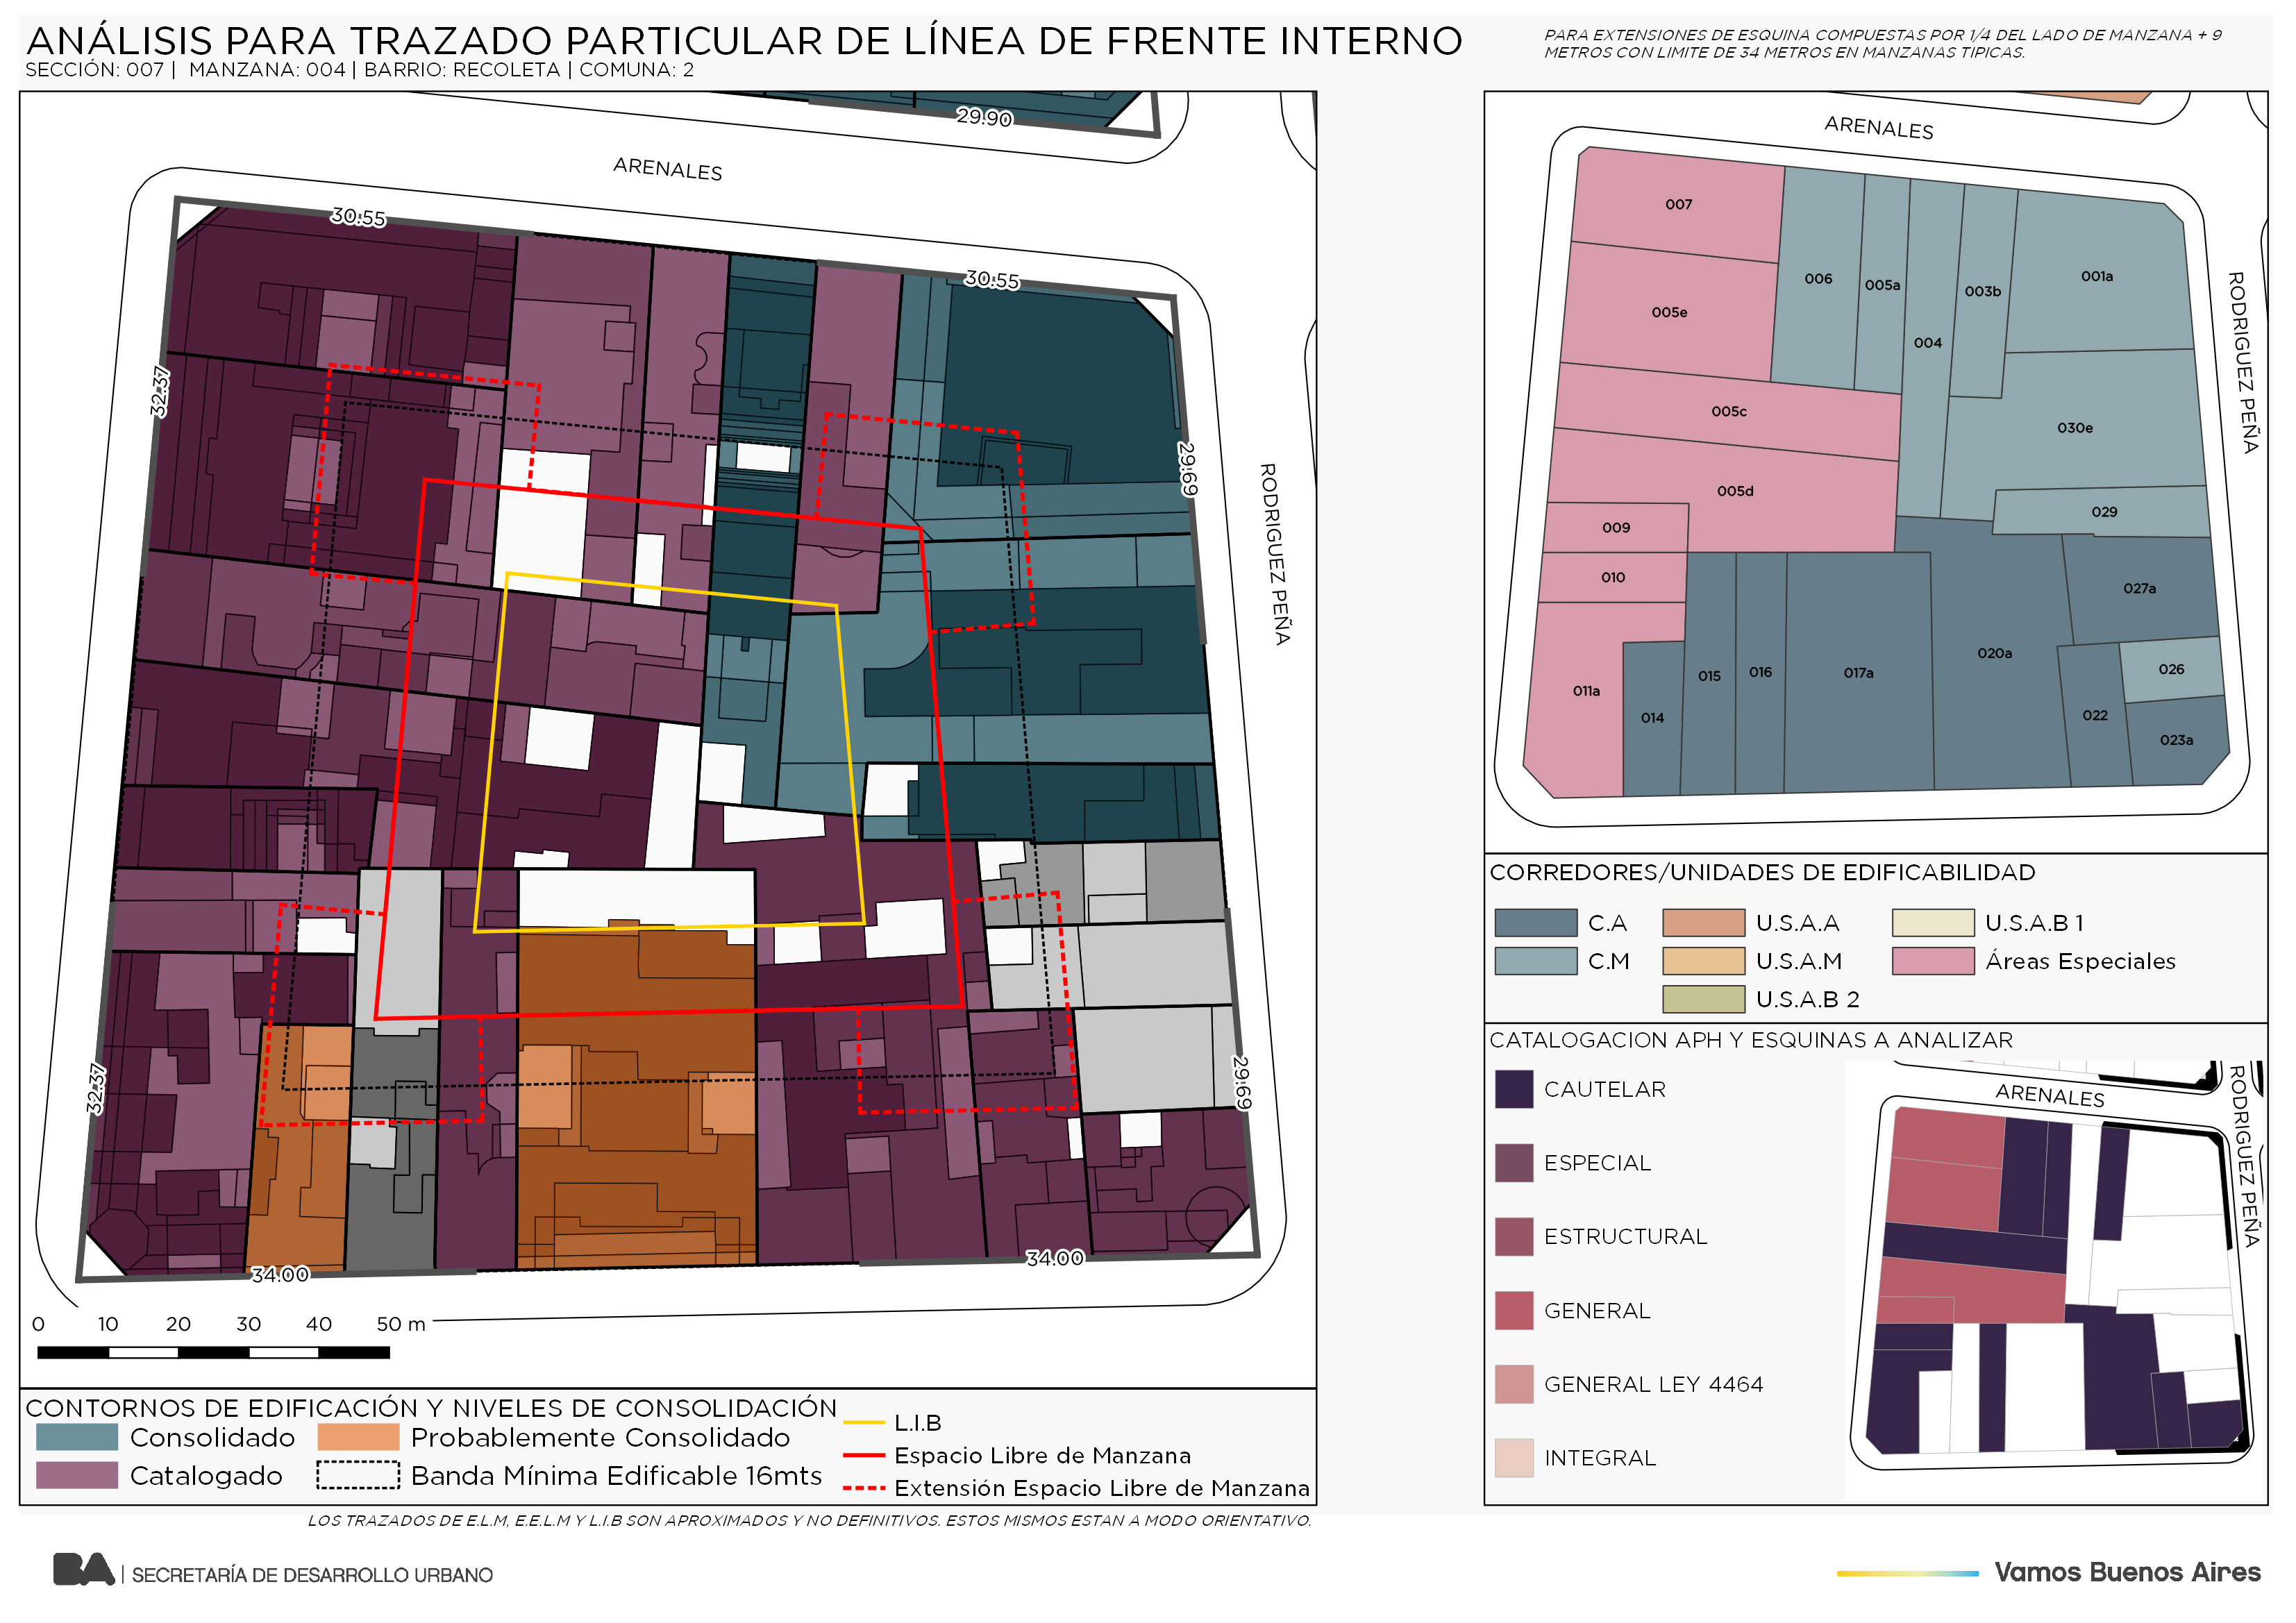 ANÁLISIS PARA TRAZADO PARTICULAR DE LÍNEA DE FRENTE INTERNO
SECCIÓN: 007 | MANZANA: 004 | BARRIO: RECOLETA | COMUNA: 2
PARA EXTENSIONES DE ESQUINA COMPUESTAS POR 1/4 DEL LADO DE MANZANA + 9
METROS CON LIMITE DE 34 METROS EN MANZANAS TIPICAS.
29.90
ARENALES
30.55
30.55
32.37
29.69
RODRIGUEZ PEÑA
32.37
29.69
34.00
34.00
0 10 20 30 40 50 m
CONTORNOS DE EDIFICACIÓN Y NIVELES DE CONSOLIDACIÓN
Consolidado
Probablemente Consolidado
Catalogado
Banda Mínima Edificable 16mts
L.I.B
Espacio Libre de Manzana
Extensión Espacio Libre de Manzana
LOS TRAZADOS DE E.L.M, E.E.L.M Y L.I.B SON APROXIMADOS Y NO DEFINITIVOS. ESTOS MISMOS ESTAN A MODO ORIENTATIVO.
ARENALES
RODRIGUEZ PEÑA
007
006
005a
003b
001a
005e
004
005c
030e
005d
029
009
010
027a
020a
026
011a
015
016
017a
014
022
023a
CORREDORES/UNIDADES DE EDIFICABILIDAD
C.A
U.S.A.A
U.S.A.B 1
C.M
U.S.A.M
Áreas Especiales
U.S.A.B 2
CATALOGACION APH Y ESQUINAS A ANALIZAR
CAUTELAR
ESPECIAL
ESTRUCTURAL
GENERAL
GENERAL LEY 4464
INTEGRAL
ARENALES
RODRIGUEZ PEÑA
BA | SECRETARÍA DE DESARROLLO URBANO
Vamos Buenos Aires